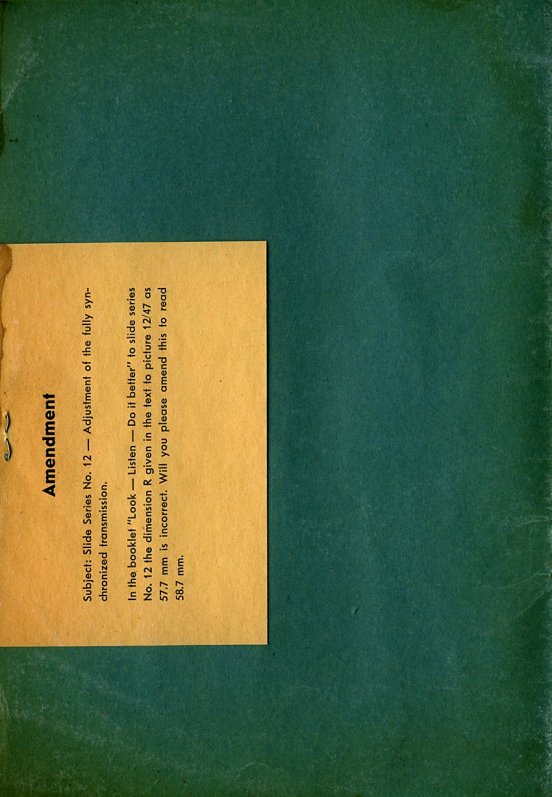 Amendment
Subject: Slide Series No. 12 — Adjustment of the fully syn-
chronized transmission.
In the booklet "Look — Listen — Do it better" to slide series
No. 12 the dimension R given in the text to picture 12/47 as
57.7 mm is incorrect. Will you please amend this to read
58.7 mm.